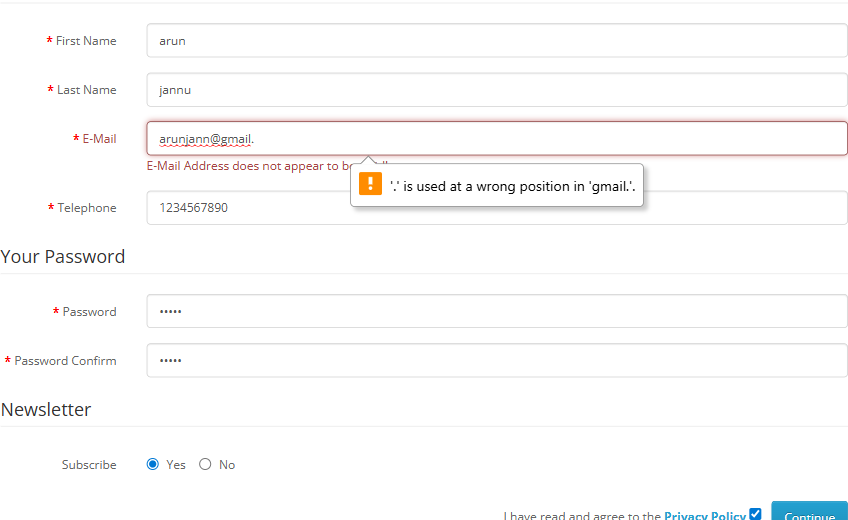 * First Name arun
* Last Name jannu
* E-Mail arunjann@gmail.
E-Mail Address does not appear to
'.' is used at a wrong position in 'gmail.'.
* Telephone 1234567890
Your Password
* Password •••••
* Password Confirm •••••
Newsletter
Subscribe Yes No
I have read and agree to the Privacy Policy Continue